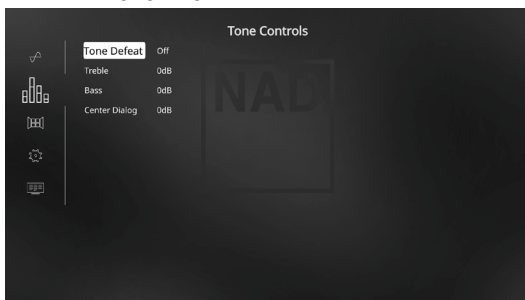 Tone Controls
Tone Defeat Off
Treble 0dB
Bass 0dB
Center Dialog 0dB
NAD